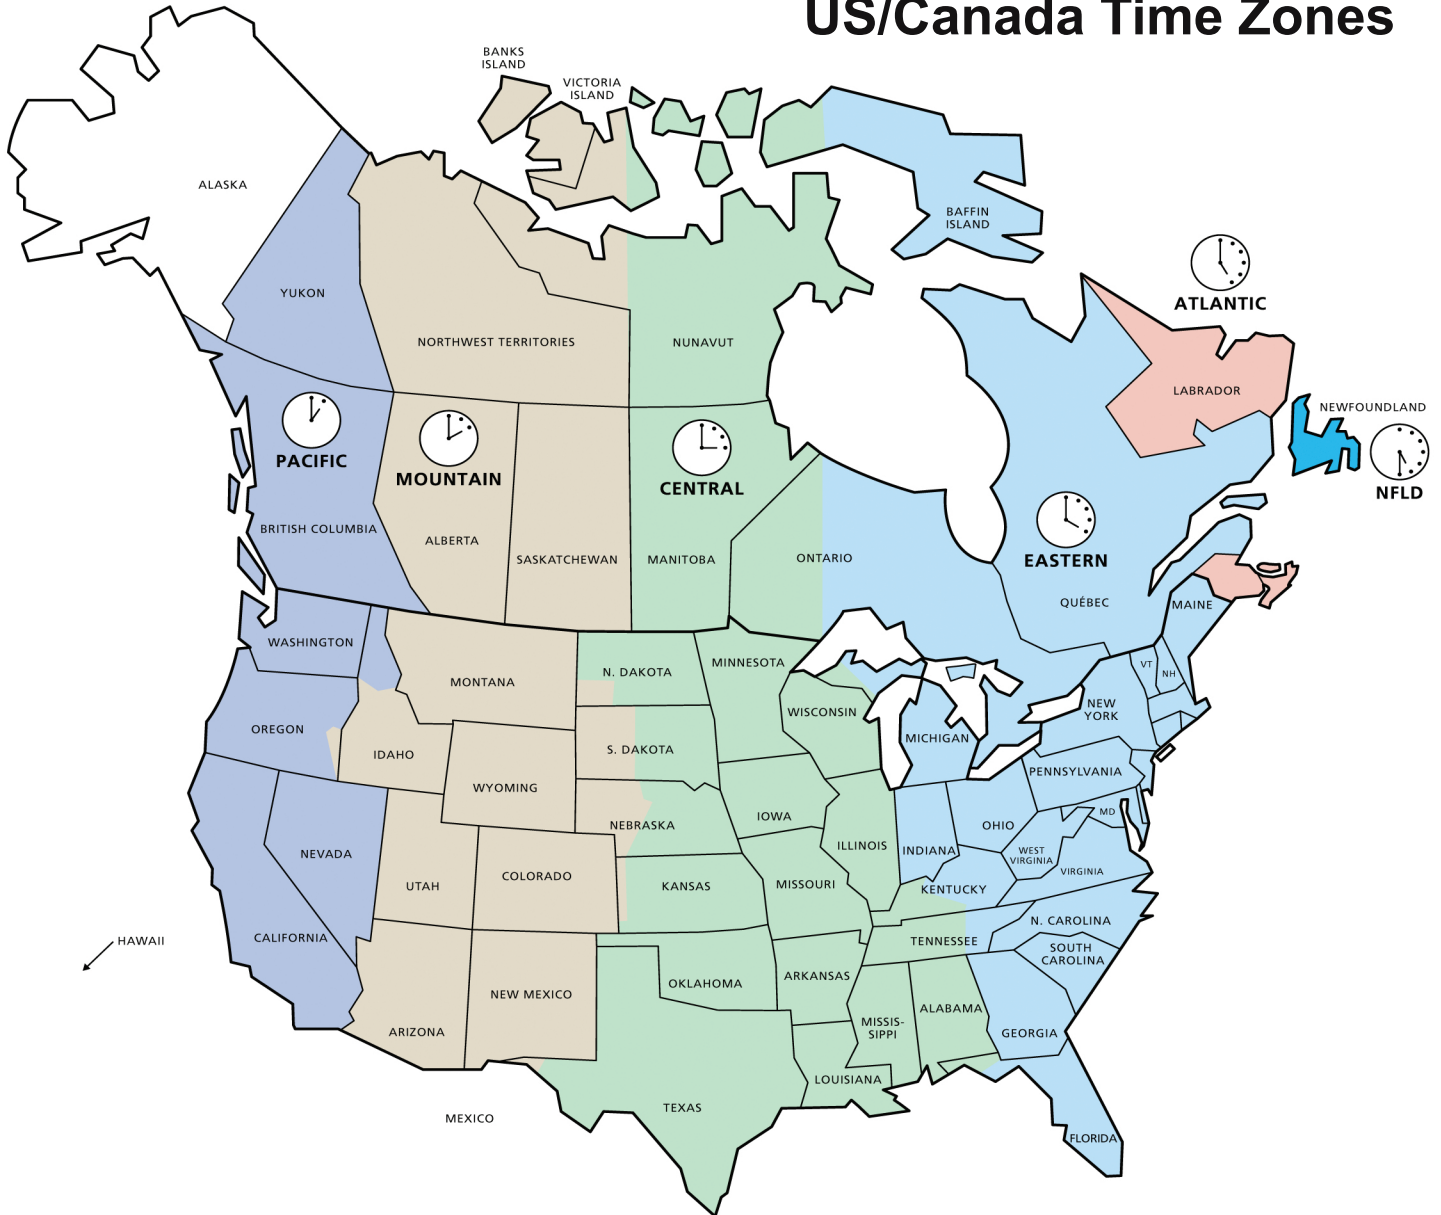 US/Canada Time Zones
BANKS
ISLAND
VICTORIA
ISLAND
ALASKA
BAFFIN
ISLAND
YUKON
ATLANTIC
NORTHWEST TERRITORIES
NUNAVUT
LABRADOR
NEWFOUNDLAND
PACIFIC
MOUNTAIN
CENTRAL
NFLD
BRITISH COLUMBIA
ALBERTA
SASKATCHEWAN
MANITOBA
ONTARIO
EASTERN
QUÉBEC
MAINE
WASHINGTON
MONTANA
N. DAKOTA
MINNESOTA
VT
NH
OREGON
IDAHO
S. DAKOTA
WISCONSIN
MICHIGAN
NEW
YORK
WYOMING
PENNSYLVANIA
NEBRASKA
IOWA
MD
NEVADA
ILLINOIS
INDIANA
OHIO
WEST
VIRGINIA
VIRGINIA
UTAH
COLORADO
KANSAS
MISSOURI
KENTUCKY
HAWAII
CALIFORNIA
TENNESSEE
N. CAROLINA
SOUTH
CAROLINA
ARIZONA
NEW MEXICO
OKLAHOMA
ARKANSAS
MISSIS-
SIPPI
ALABAMA
GEORGIA
LOUISIANA
MEXICO
TEXAS
FLORIDA